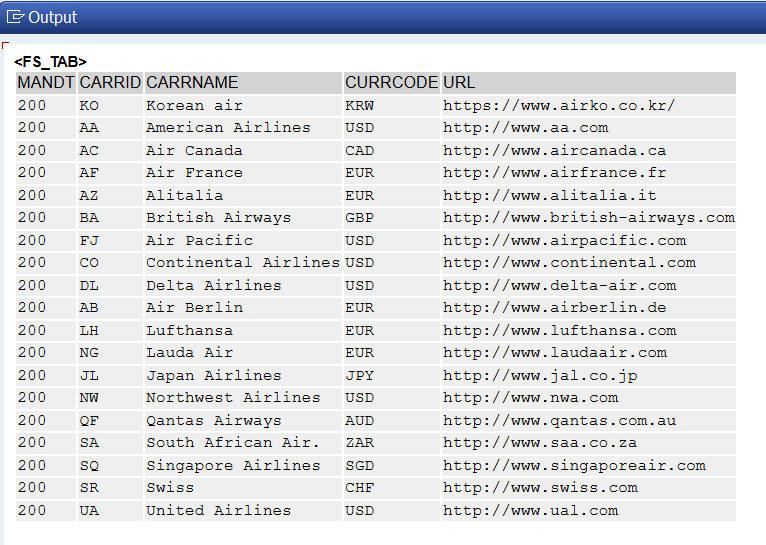 Output
<FS_TAB>
MANDT CARRID CARRNAME CURRCODE URL
200 KO Korean air KRW https://www.airko.co.kr/
200 AA American Airlines USD http://www.aa.com
200 AC Air Canada CAD http://www.aircanada.ca
200 AF Air France EUR http://www.airfrance.fr
200 AZ Alitalia EUR http://www.alitalia.it
200 BA British Airways GBP http://www.british-airways.com
200 FJ Air Pacific USD http://www.airpacific.com
200 CO Continental Airlines USD http://www.continental.com
200 DL Delta Airlines USD http://www.delta-air.com
200 AB Air Berlin EUR http://www.airberlin.de
200 LH Lufthansa EUR http://www.lufthansa.com
200 NG Lauda Air EUR http://www.laudaair.com
200 JL Japan Airlines JPY http://www.jal.co.jp
200 NW Northwest Airlines USD http://www.nwa.com
200 QF Qantas Airways AUD http://www.qantas.com.au
200 SA South African Air. ZAR http://www.saa.co.za
200 SQ Singapore Airlines SGD http://www.singaporeair.com
200 SR Swiss CHF http://www.swiss.com
200 UA United Airlines USD http://www.ual.com